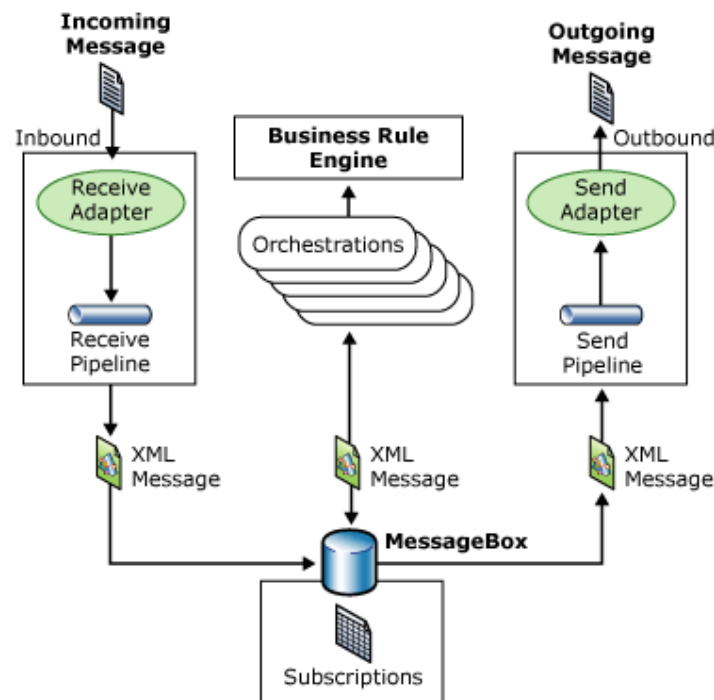 Incoming
Message
Inbound
Receive
Adapter
Receive
Pipeline
XML
Message
Business Rule
Engine
Orchestrations
XML
Message
MessageBox
Subscriptions
Outgoing
Message
Outbound
Send
Adapter
Send
Pipeline
XML
Message